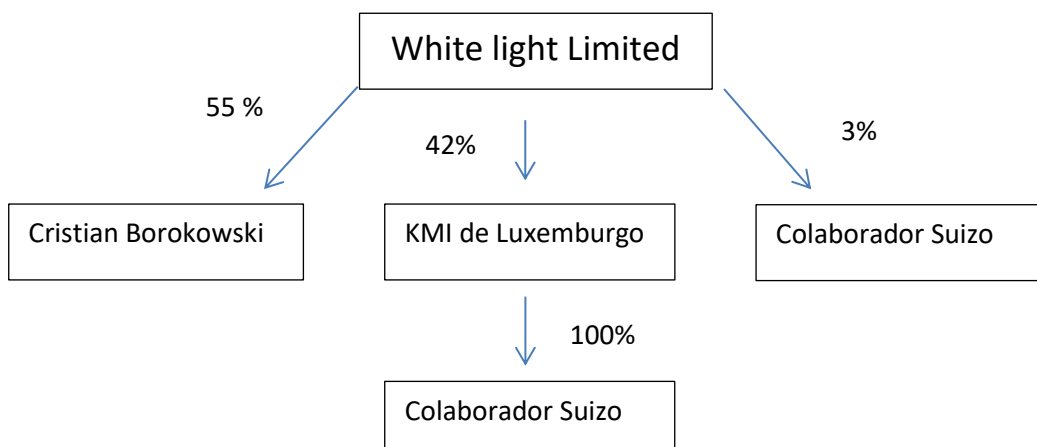 White light Limited
55 %
42%
3%
Cristian Borokowski
KMI de Luxemburgo
Colaborador Suizo
100%
Colaborador Suizo